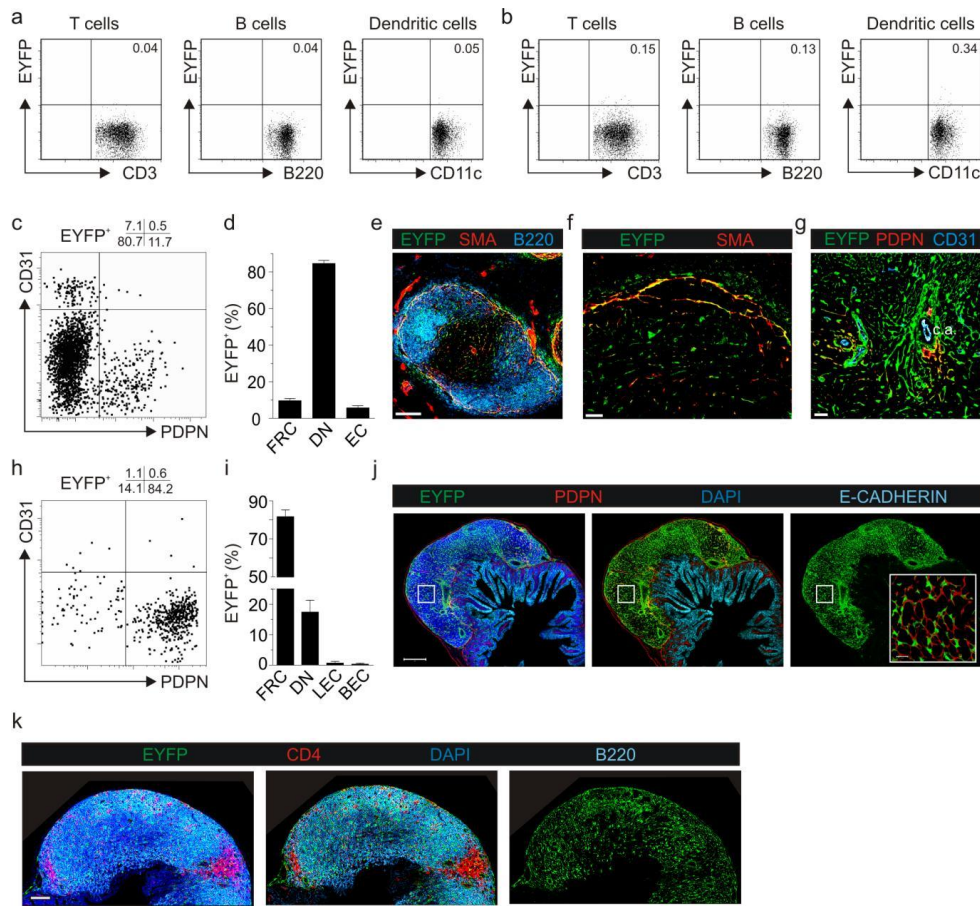 a
b
T cells
B cells
Dendritic cells
T cells
B cells
Dendritic cells
EYFP
0.04
EYFP
0.04
EYFP
0.05
EYFP
0.15
EYFP
0.13
EYFP
0.34
CD3
B220
CD11c
CD3
B220
CD11c
c
d
e
f
g
EYFP⁺
7.1 0.5
80.7 11.7
CD31
PDPN
EYFP⁺ (%)
80
60
40
20
0
FRC
DN
EC
EYFP SMA B220
EYFP SMA
EYFP PDPN CD31
c.a.
h
i
j
EYFP⁺
1.1 0.6
14.1 84.2
CD31
PDPN
EYFP⁺ (%)
90
70
50
20
10
0
FRC
DN
LEC
BEC
EYFP PDPN DAPI E-CADHERIN
k
EYFP CD4 DAPI B220